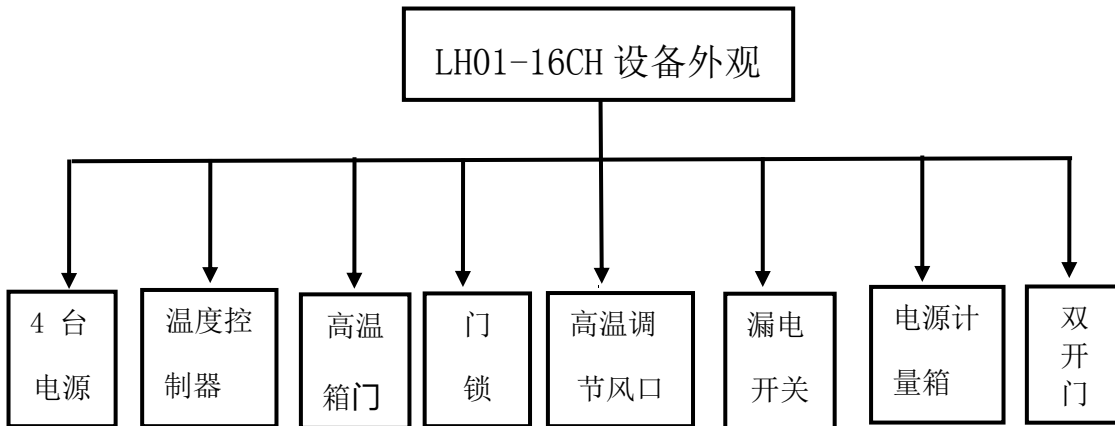 LH01-16CH 设备外观
4 台
电源
温度控
制器
高温
箱门
门
锁
高温调
节风口
漏电
开关
电源计
量箱
双
开
门